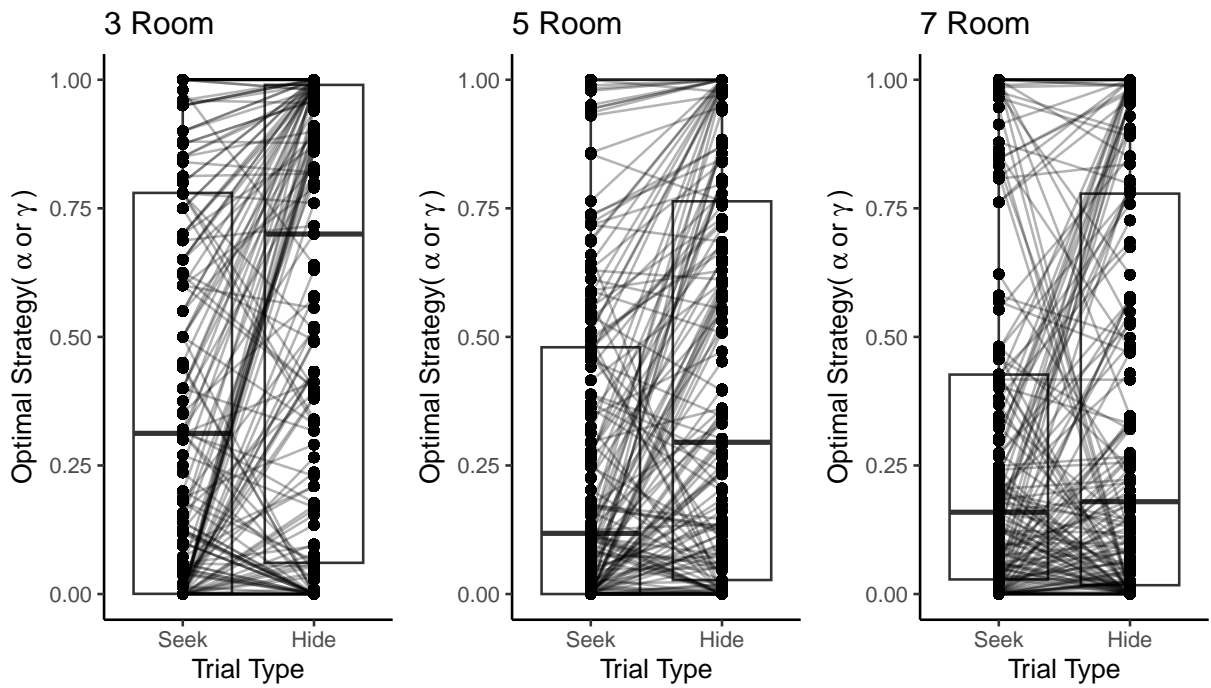 3 Room
5 Room
7 Room
Optimal Strategy( α or γ )
1.00
0.75
0.50
0.25
0.00
Seek
Hide
Trial Type
Optimal Strategy( α or γ )
1.00
0.75
0.50
0.25
0.00
Seek
Hide
Trial Type
Optimal Strategy( α or γ )
1.00
0.75
0.50
0.25
0.00
Seek
Hide
Trial Type